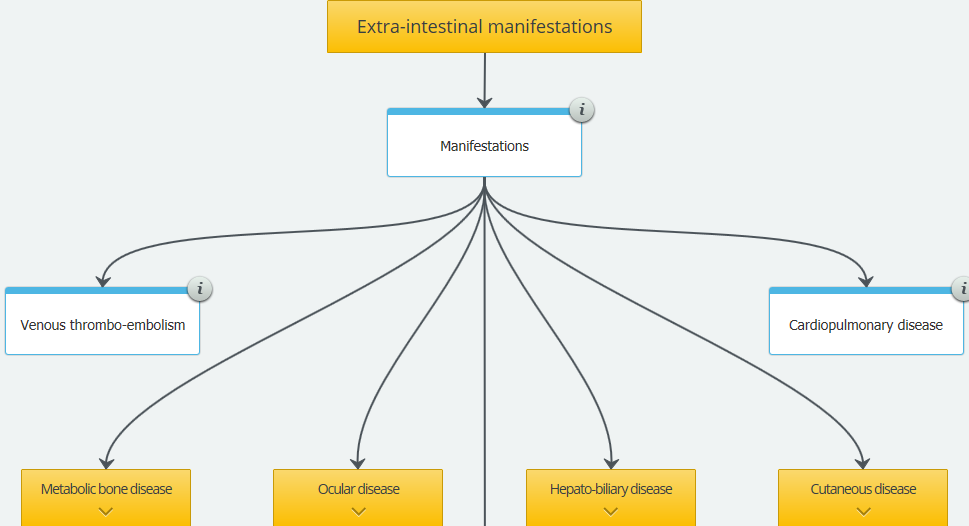 Extra-intestinal manifestations
i
Manifestations
i
i
Venous thrombo-embolism
Cardiopulmonary disease
Metabolic bone disease
Ocular disease
Hepato-biliary disease
Cutaneous disease